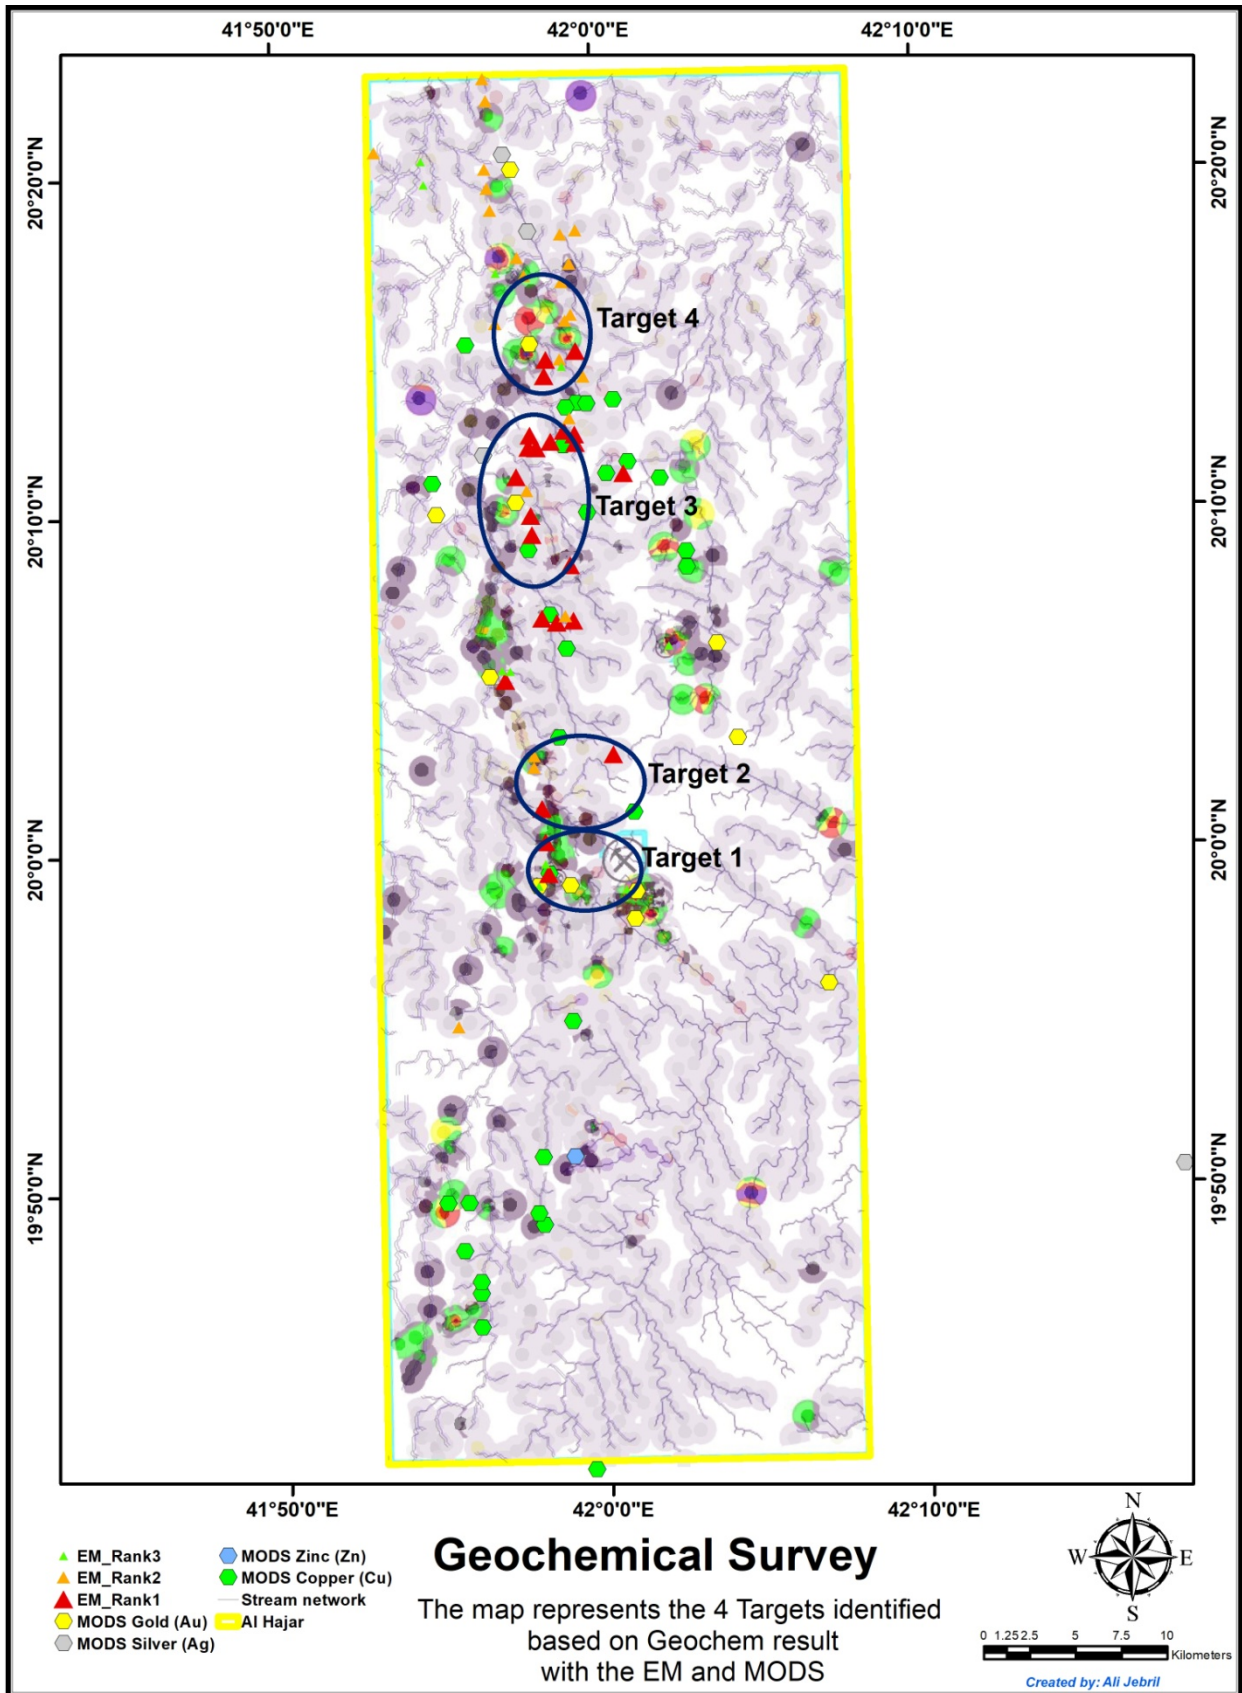 41°50'0"E 42°0'0"E 42°10'0"E
20°20'0"N 20°20'0"N
Target 4
20°10'0"N 20°10'0"N
Target 3
Target 2
20°0'0"N 20°0'0"N
Target 1
19°50'0"N 19°50'0"N
41°50'0"E 42°0'0"E 42°10'0"E
EM_Rank3
EM_Rank2
EM_Rank1
MODS Gold (Au)
MODS Silver (Ag)
MODS Zinc (Zn)
MODS Copper (Cu)
Stream network
Al Hajar
Geochemical Survey
The map represents the 4 Targets identified
based on Geochem result
with the EM and MODS
N
W E
S
0 1.25 2.5 5 7.5 10
Kilometers
Created by: Ali Jebril